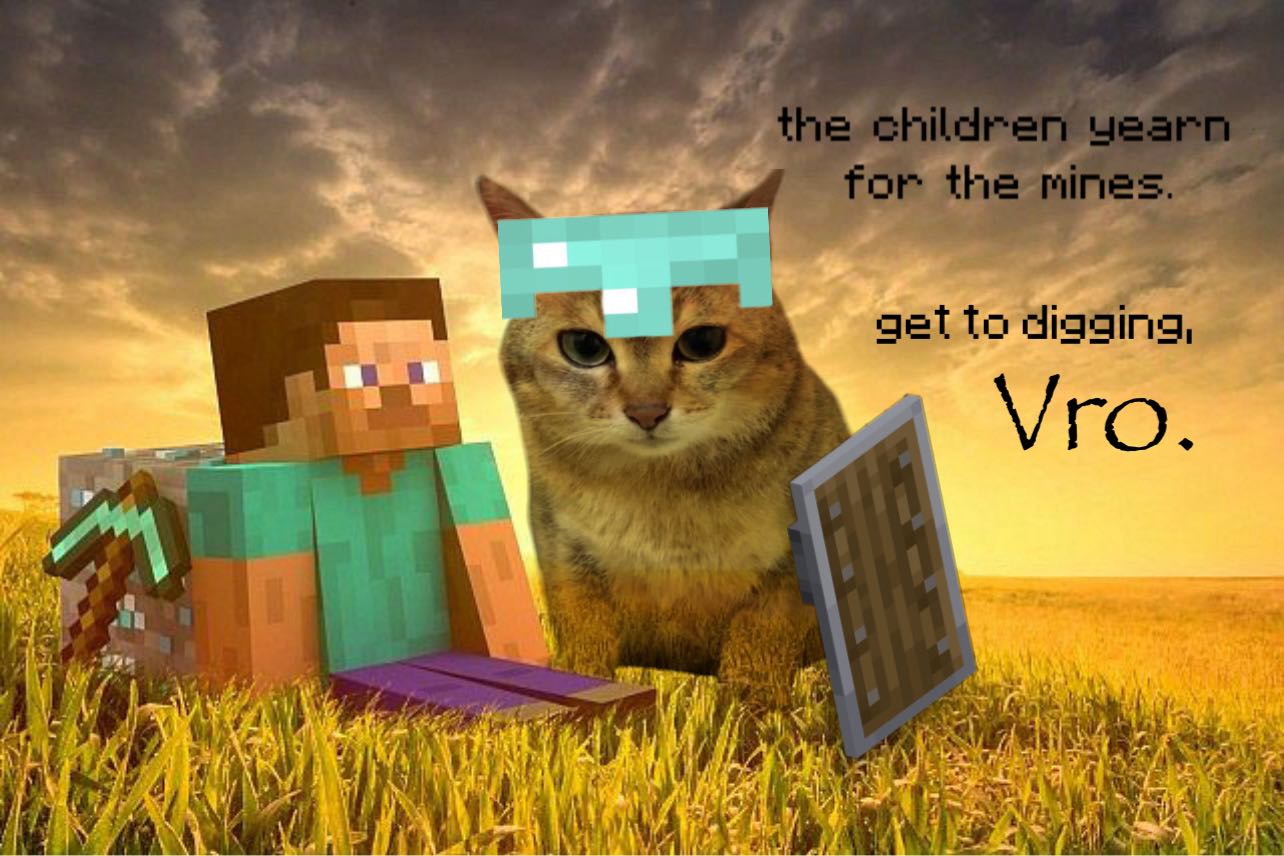 the children yearn
for the mines.
get to digging,
Vro.